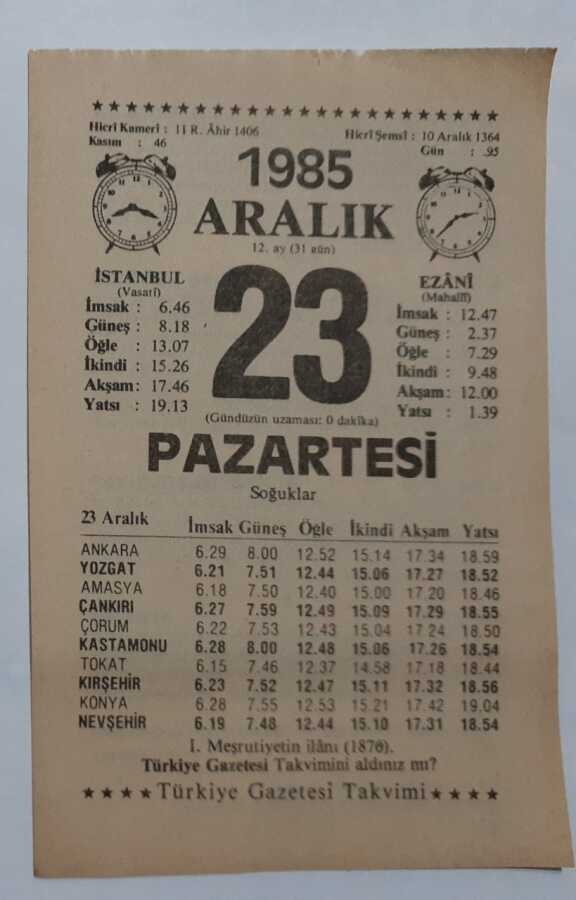 ★★★★★★★★★★★★★★★★★★★★★★★★
Hicrî Kamerî : 11 R. Âhir 1406
Hicrî Şemsî : 10 Aralık 1364
Kasım : 46
Gün : 95
1985
ARALIK
12. ay (31 gün)
23
İSTANBUL
(Vasatî)
İmsak : 6.46
Güneş : 8.18
Öğle : 13.07
İkindi : 15.26
Akşam: 17.46
Yatsı : 19.13
EZÂNÎ
(Mahallî)
İmsak : 12.47
Güneş : 2.37
Öğle : 7.29
İkindi : 9.48
Akşam: 12.00
Yatsı : 1.39
(Gündüzün uzaması: 0 dakîka)
PAZARTESİ
Soğuklar
23 Aralık İmsak Güneş Öğle İkindi Akşam Yatsı
ANKARA 6.29 8.00 12.52 15.14 17.34 18.59
YOZGAT 6.21 7.51 12.44 15.06 17.27 18.52
AMASYA 6.18 7.50 12.40 15.00 17.20 18.46
ÇANKIRI 6.27 7.59 12.49 15.09 17.29 18.55
ÇORUM 6.22 7.53 12.43 15.04 17.24 18.50
KASTAMONU 6.28 8.00 12.48 15.06 17.26 18.54
TOKAT 6.15 7.46 12.37 14.58 17.18 18.44
KIRŞEHİR 6.23 7.52 12.47 15.11 17.32 18.56
KONYA 6.28 7.55 12.53 15.21 17.42 19.04
NEVŞEHİR 6.19 7.48 12.44 15.10 17.31 18.54
I. Meşrutiyetin ilânı (1876).
Türkiye Gazetesi Takvimini aldınız mı?
★★★★Türkiye Gazetesi Takvimi★★★★